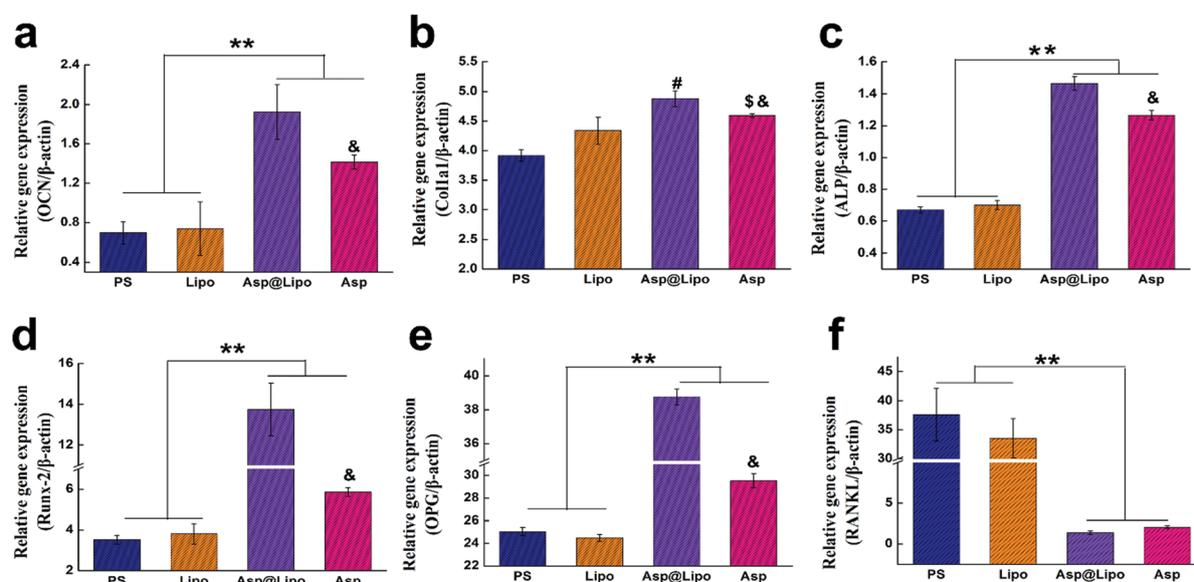 a
Relative gene expression
(OCN/β-actin)
2.4
2.0
1.6
1.2
0.8
0.4
**
&
PS Lipo Asp@Lipo Asp
b
Relative gene expression
(Col1a1/β-actin)
5.5
5.0
4.5
4.0
3.5
3.0
2.5
2.0
#
$ &
PS Lipo Asp@Lipo Asp
c
Relative gene expression
(ALP/β-actin)
1.6
1.4
1.2
1.0
0.8
0.6
0.4
**
&
PS Lipo Asp@Lipo Asp
d
Relative gene expression
(Runx-2/β-actin)
16
14
12
6
4
2
**
&
PS Lipo Asp@Lipo Asp
e
Relative gene expression
(OPG/β-actin)
40
38
36
30
28
26
24
22
**
&
PS Lipo Asp@Lipo Asp
f
Relative gene expression
(RANKL/β-actin)
45
40
35
30
5
0
**
PS Lipo Asp@Lipo Asp